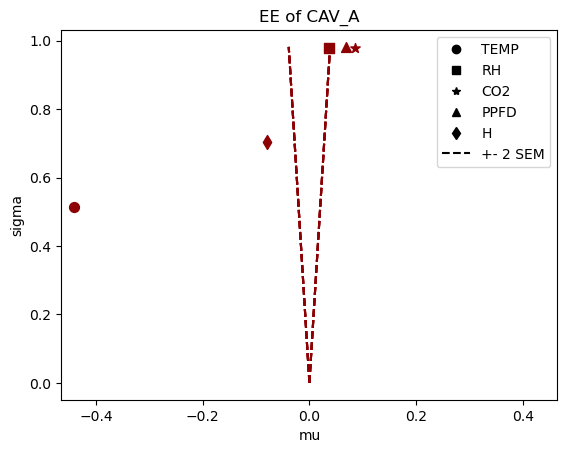 EE of CAV_A
1.0
0.8
0.6
0.4
0.2
0.0
sigma
−0.4
−0.2
0.0
0.2
0.4
mu
TEMP
RH
CO2
PPFD
H
+- 2 SEM